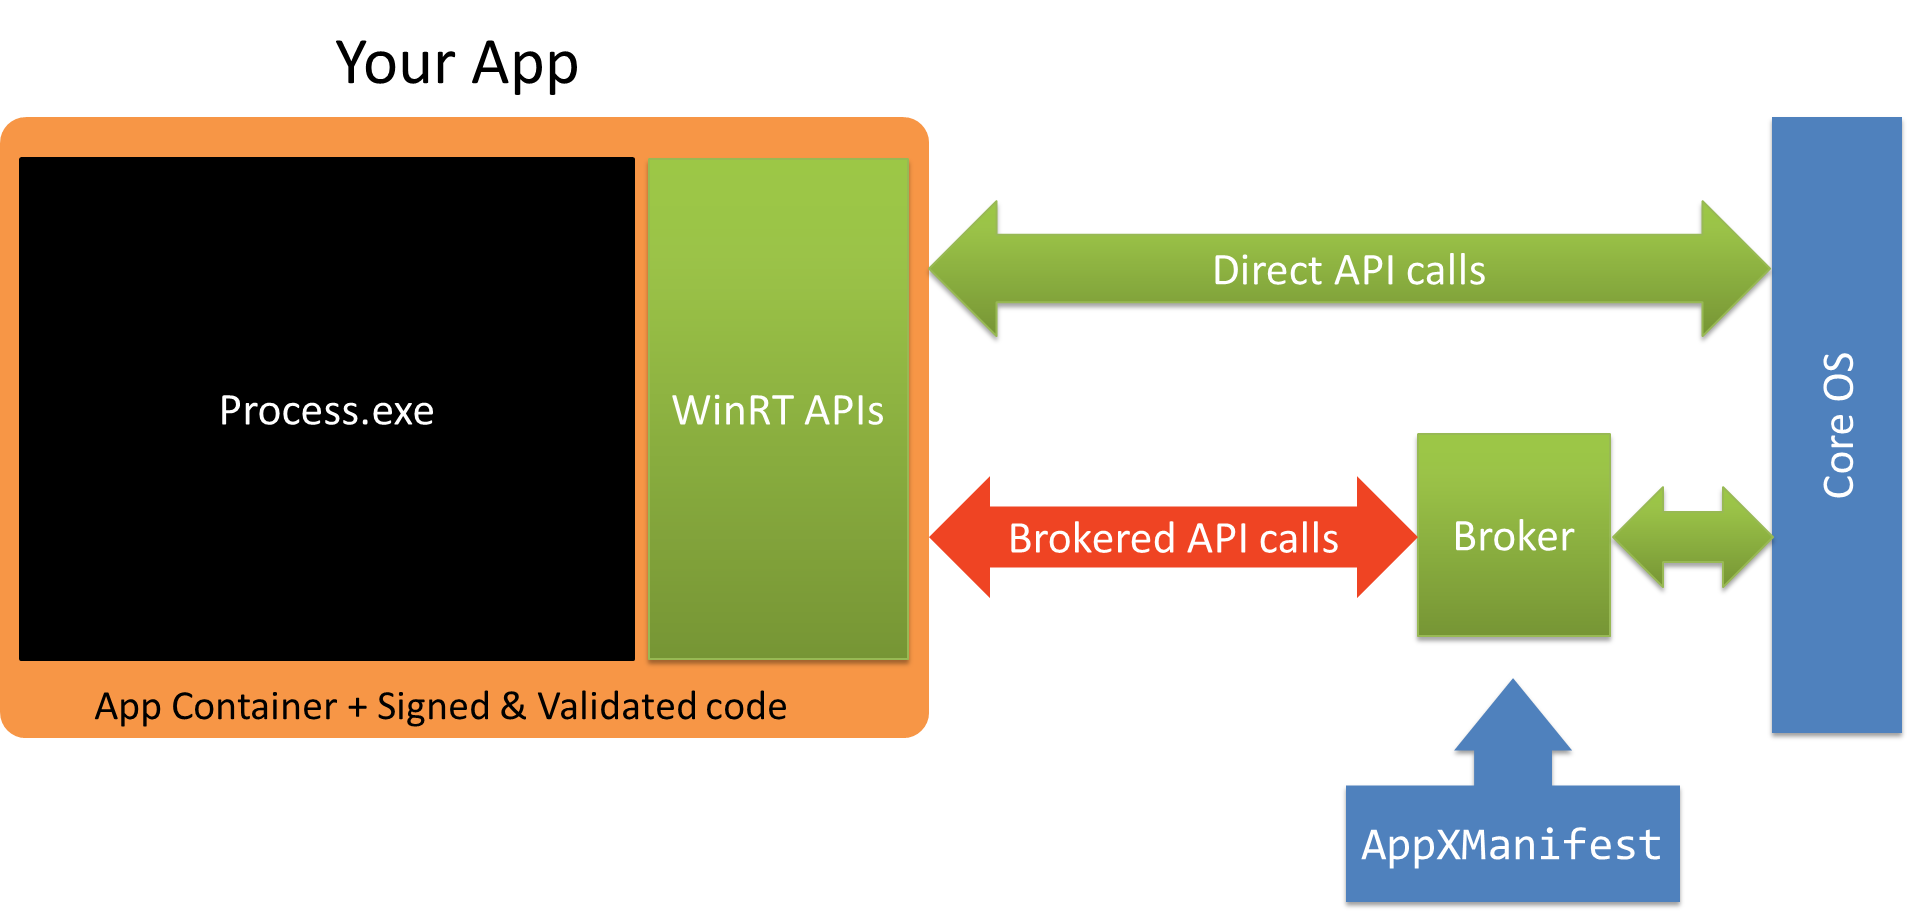 Your App
Process.exe
WinRT APIs
App Container + Signed & Validated code
Direct API calls
Brokered API calls
Broker
Core OS
AppXManifest